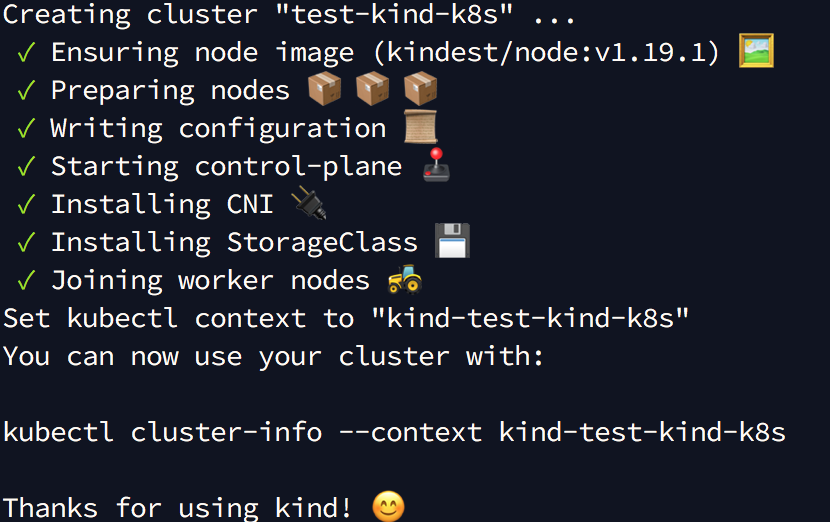 Creating cluster "test-kind-k8s" ...
✓ Ensuring node image (kindest/node:v1.19.1) 🖼
✓ Preparing nodes 📦 📦 📦
✓ Writing configuration 📜
✓ Starting control-plane 🕹️
✓ Installing CNI 🔌
✓ Installing StorageClass 💾
✓ Joining worker nodes 🚜
Set kubectl context to "kind-test-kind-k8s"
You can now use your cluster with:

kubectl cluster-info --context kind-test-kind-k8s

Thanks for using kind! 😊